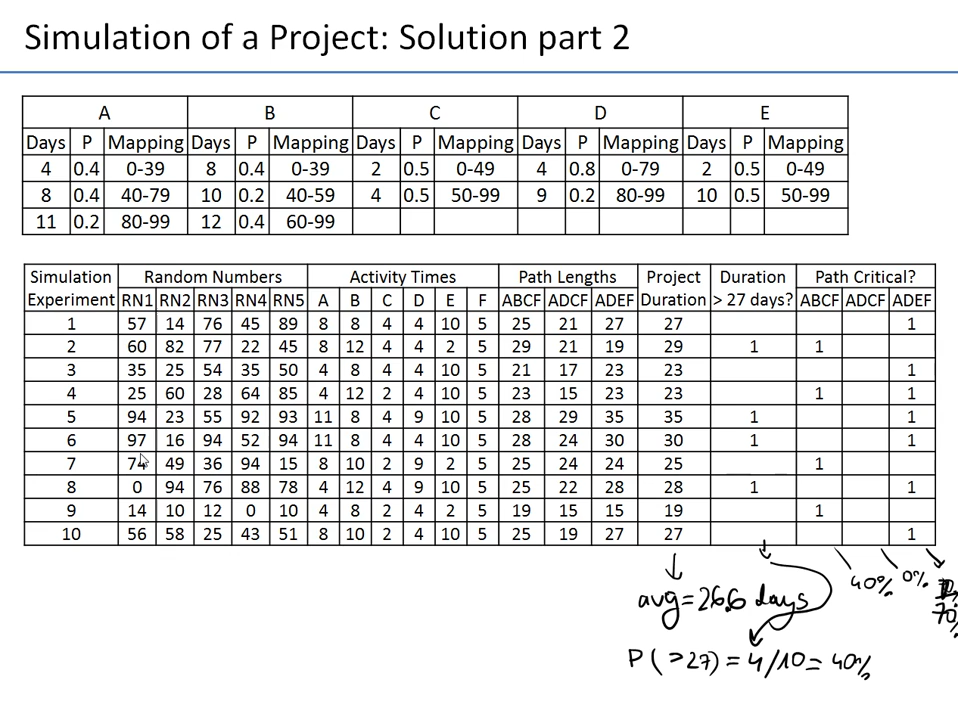 Simulation of a Project: Solution part 2
A B C D E
Days P Mapping Days P Mapping Days P Mapping Days P Mapping Days P Mapping
4 0.4 0-39 8 0.4 0-39 2 0.5 0-49 4 0.8 0-79 2 0.5 0-49
8 0.4 40-79 10 0.2 40-59 4 0.5 50-99 9 0.2 80-99 10 0.5 50-99
11 0.2 80-99 12 0.4 60-99
Simulation Random Numbers Activity Times Path Lengths Project Duration Path Critical?
Experiment RN1 RN2 RN3 RN4 RN5 A B C D E F ABCF ADCF ADEF Duration > 27 days? ABCF ADCF ADEF
1 57 14 76 45 89 8 8 4 4 10 5 25 21 27 27 1
2 60 82 77 22 45 8 12 4 4 2 5 29 21 19 29 1 1
3 35 25 54 35 50 4 8 4 4 10 5 21 17 23 23 1
4 25 60 28 64 85 4 12 2 4 10 5 23 15 23 23 1 1
5 94 23 55 92 93 11 8 4 9 10 5 28 29 35 35 1 1
6 97 16 94 52 94 11 8 4 4 10 5 28 24 30 30 1 1
7 74 49 36 94 15 8 10 2 9 2 5 25 24 24 25 1
8 0 94 76 88 78 4 12 4 9 10 5 25 22 28 28 1 1
9 14 10 12 0 10 4 8 2 4 2 5 19 15 15 19 1
10 56 58 25 43 51 8 10 2 4 10 5 25 19 27 27 1
40% 0%
70%
avg = 26.6 days
P (>27) = 4/10 = 40%